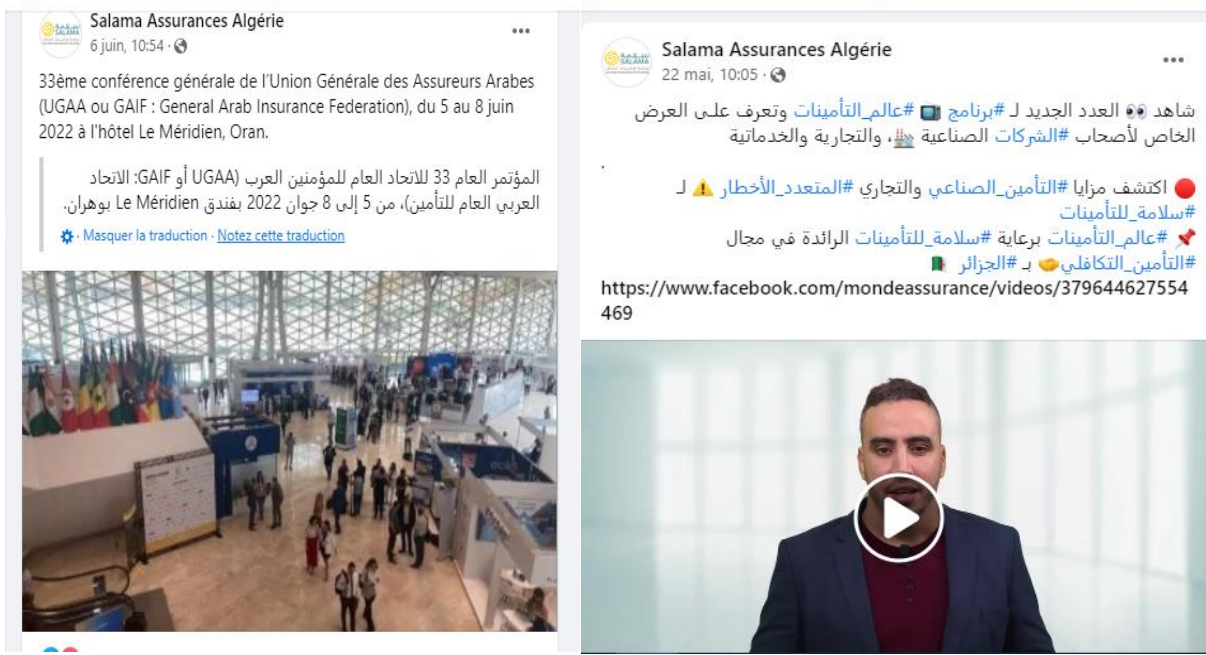 Salama Assurances Algérie
6 juin, 10:54
33ème conférence générale de l'Union Générale des Assureurs Arabes
(UGAA ou GAIF : General Arab Insurance Federation), du 5 au 8 juin
2022 à l'hôtel Le Méridien, Oran.
المؤتمر العام 33 للاتحاد العام للمؤمنين العرب (UGAA أو GAIF: الاتحاد
العربي العام للتأمين)، من 5 إلى 8 جوان 2022 بفندق Le Méridien بوهران.
· Masquer la traduction · Notez cette traduction
Salama Assurances Algérie
22 mai, 10:05
شاهد 👀 العدد الجديد لـ #برنامج 📺 #عالم_التأمينات وتعرف على العرض
الخاص لأصحاب #الشركات الصناعية 🏭، والتجارية والخدماتية
.
🔴 اكتشف مزايا #التأمين_الصناعي والتجاري #المتعدد_الأخطار ⚠️ لـ
#سلامة_للتأمينات
📌 #عالم_التأمينات برعاية #سلامة_للتأمينات الرائدة في مجال
#التأمين_التكافلي🤝 بـ #الجزائر 🇩🇿
https://www.facebook.com/mondeassurance/videos/379644627554
469